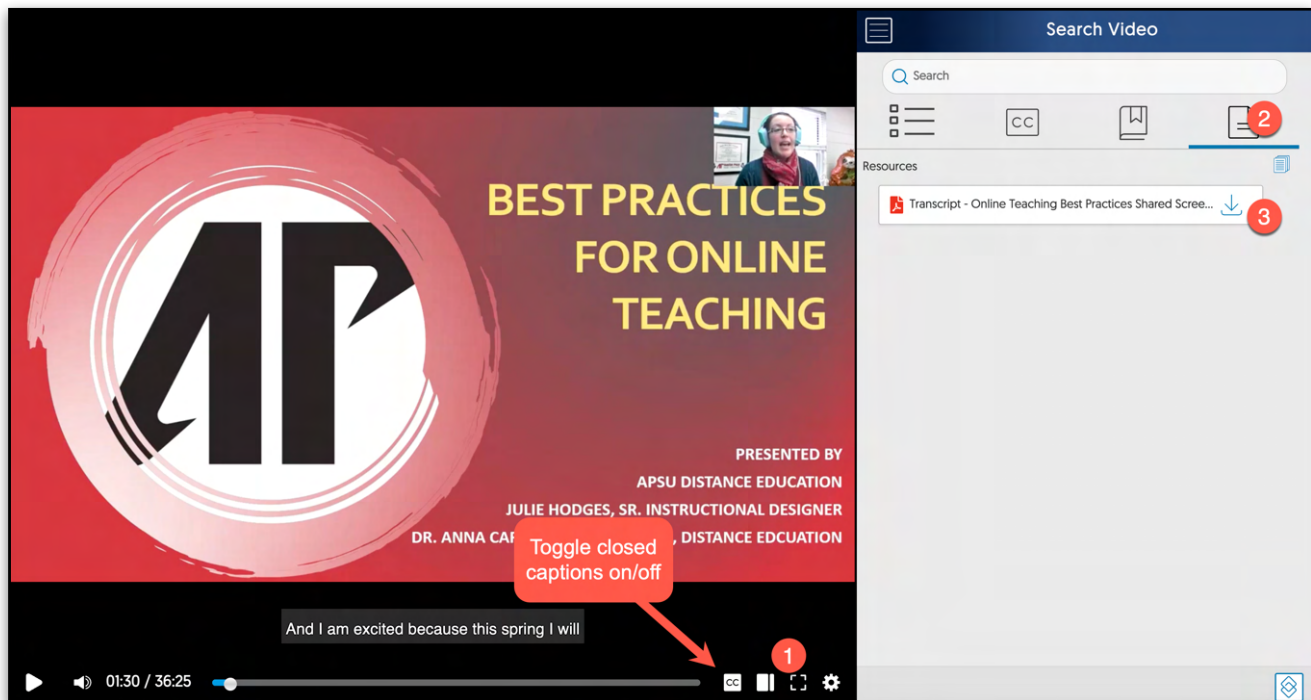 BEST PRACTICES
FOR ONLINE
TEACHING
PRESENTED BY
APSU DISTANCE EDUCATION
JULIE HODGES, SR. INSTRUCTIONAL DESIGNER
DR. ANNA CAR , DISTANCE EDCUATION
Toggle closed
captions on/off
And I am excited because this spring I will
01:30 / 36:25
CC
1
Search Video
Search
CC
2
Resources
Transcript - Online Teaching Best Practices Shared Scree...
3